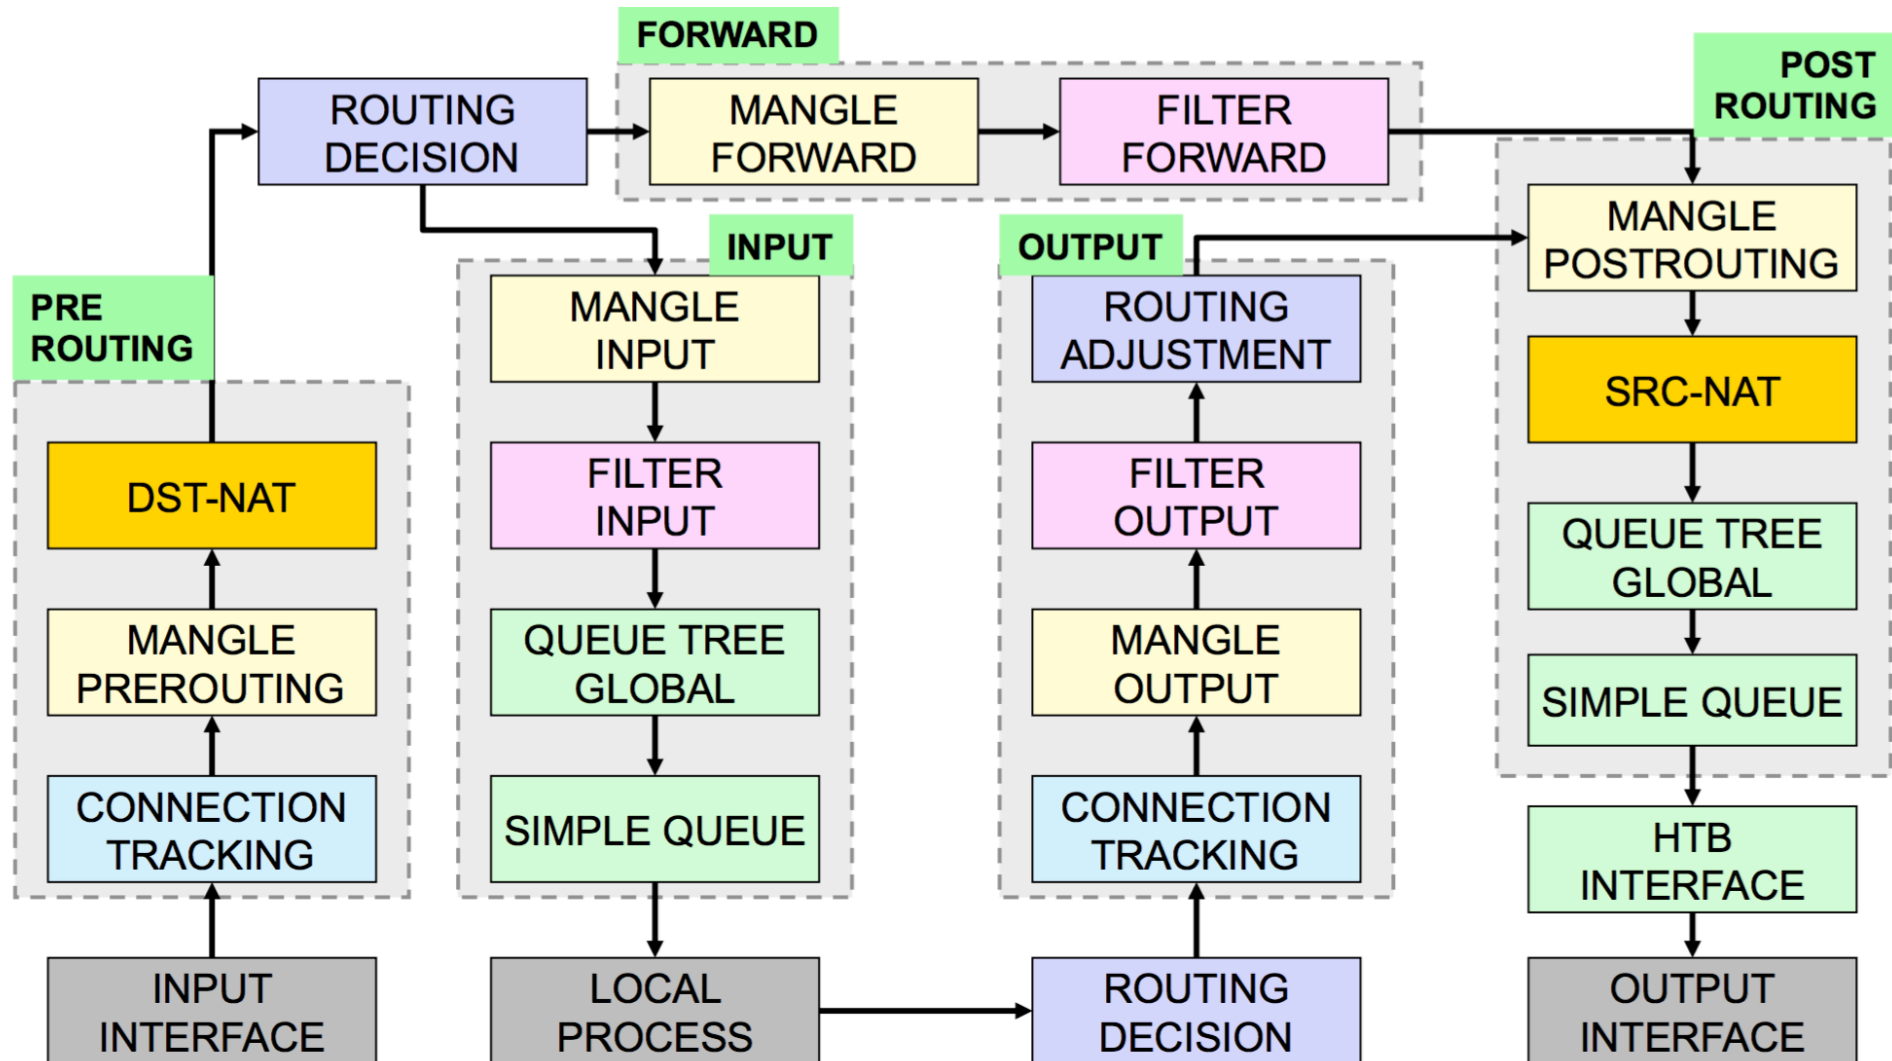 FORWARD
POST
ROUTING
ROUTING
DECISION
MANGLE
FORWARD
FILTER
FORWARD
MANGLE
POSTROUTING
INPUT
OUTPUT
PRE
ROUTING
MANGLE
INPUT
ROUTING
ADJUSTMENT
SRC-NAT
DST-NAT
FILTER
INPUT
FILTER
OUTPUT
QUEUE TREE
GLOBAL
MANGLE
PREROUTING
QUEUE TREE
GLOBAL
MANGLE
OUTPUT
SIMPLE QUEUE
CONNECTION
TRACKING
SIMPLE QUEUE
CONNECTION
TRACKING
HTB
INTERFACE
INPUT
INTERFACE
LOCAL
PROCESS
ROUTING
DECISION
OUTPUT
INTERFACE